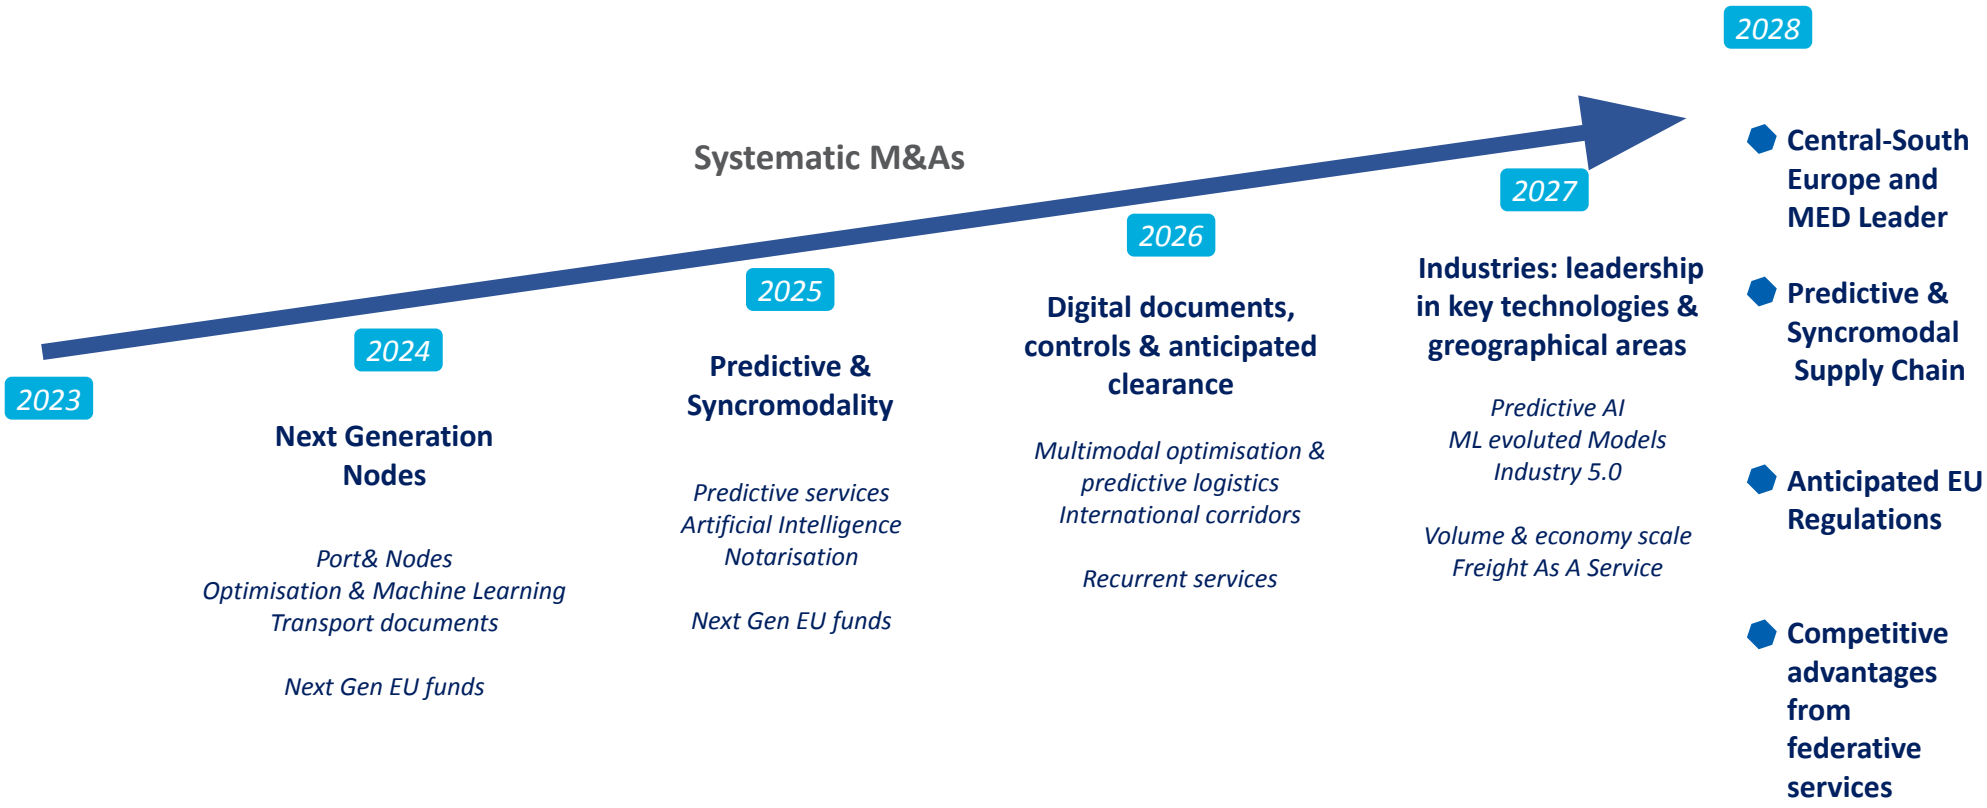 2023
2024
Next Generation
Nodes
Port& Nodes
Optimisation & Machine Learning
Transport documents
Next Gen EU funds
Systematic M&As
2025
Predictive &
Syncromodality
Predictive services
Artificial Intelligence
Notarisation
Next Gen EU funds
2026
Digital documents,
controls & anticipated
clearance
Multimodal optimisation &
predictive logistics
International corridors
Recurrent services
2027
Industries: leadership
in key technologies &
greographical areas
Predictive AI
ML evoluted Models
Industry 5.0
Volume & economy scale
Freight As A Service
2028
Central-South
Europe and
MED Leader
Predictive &
Syncromodal
Supply Chain
Anticipated EU
Regulations
Competitive
advantages
from
federative
services